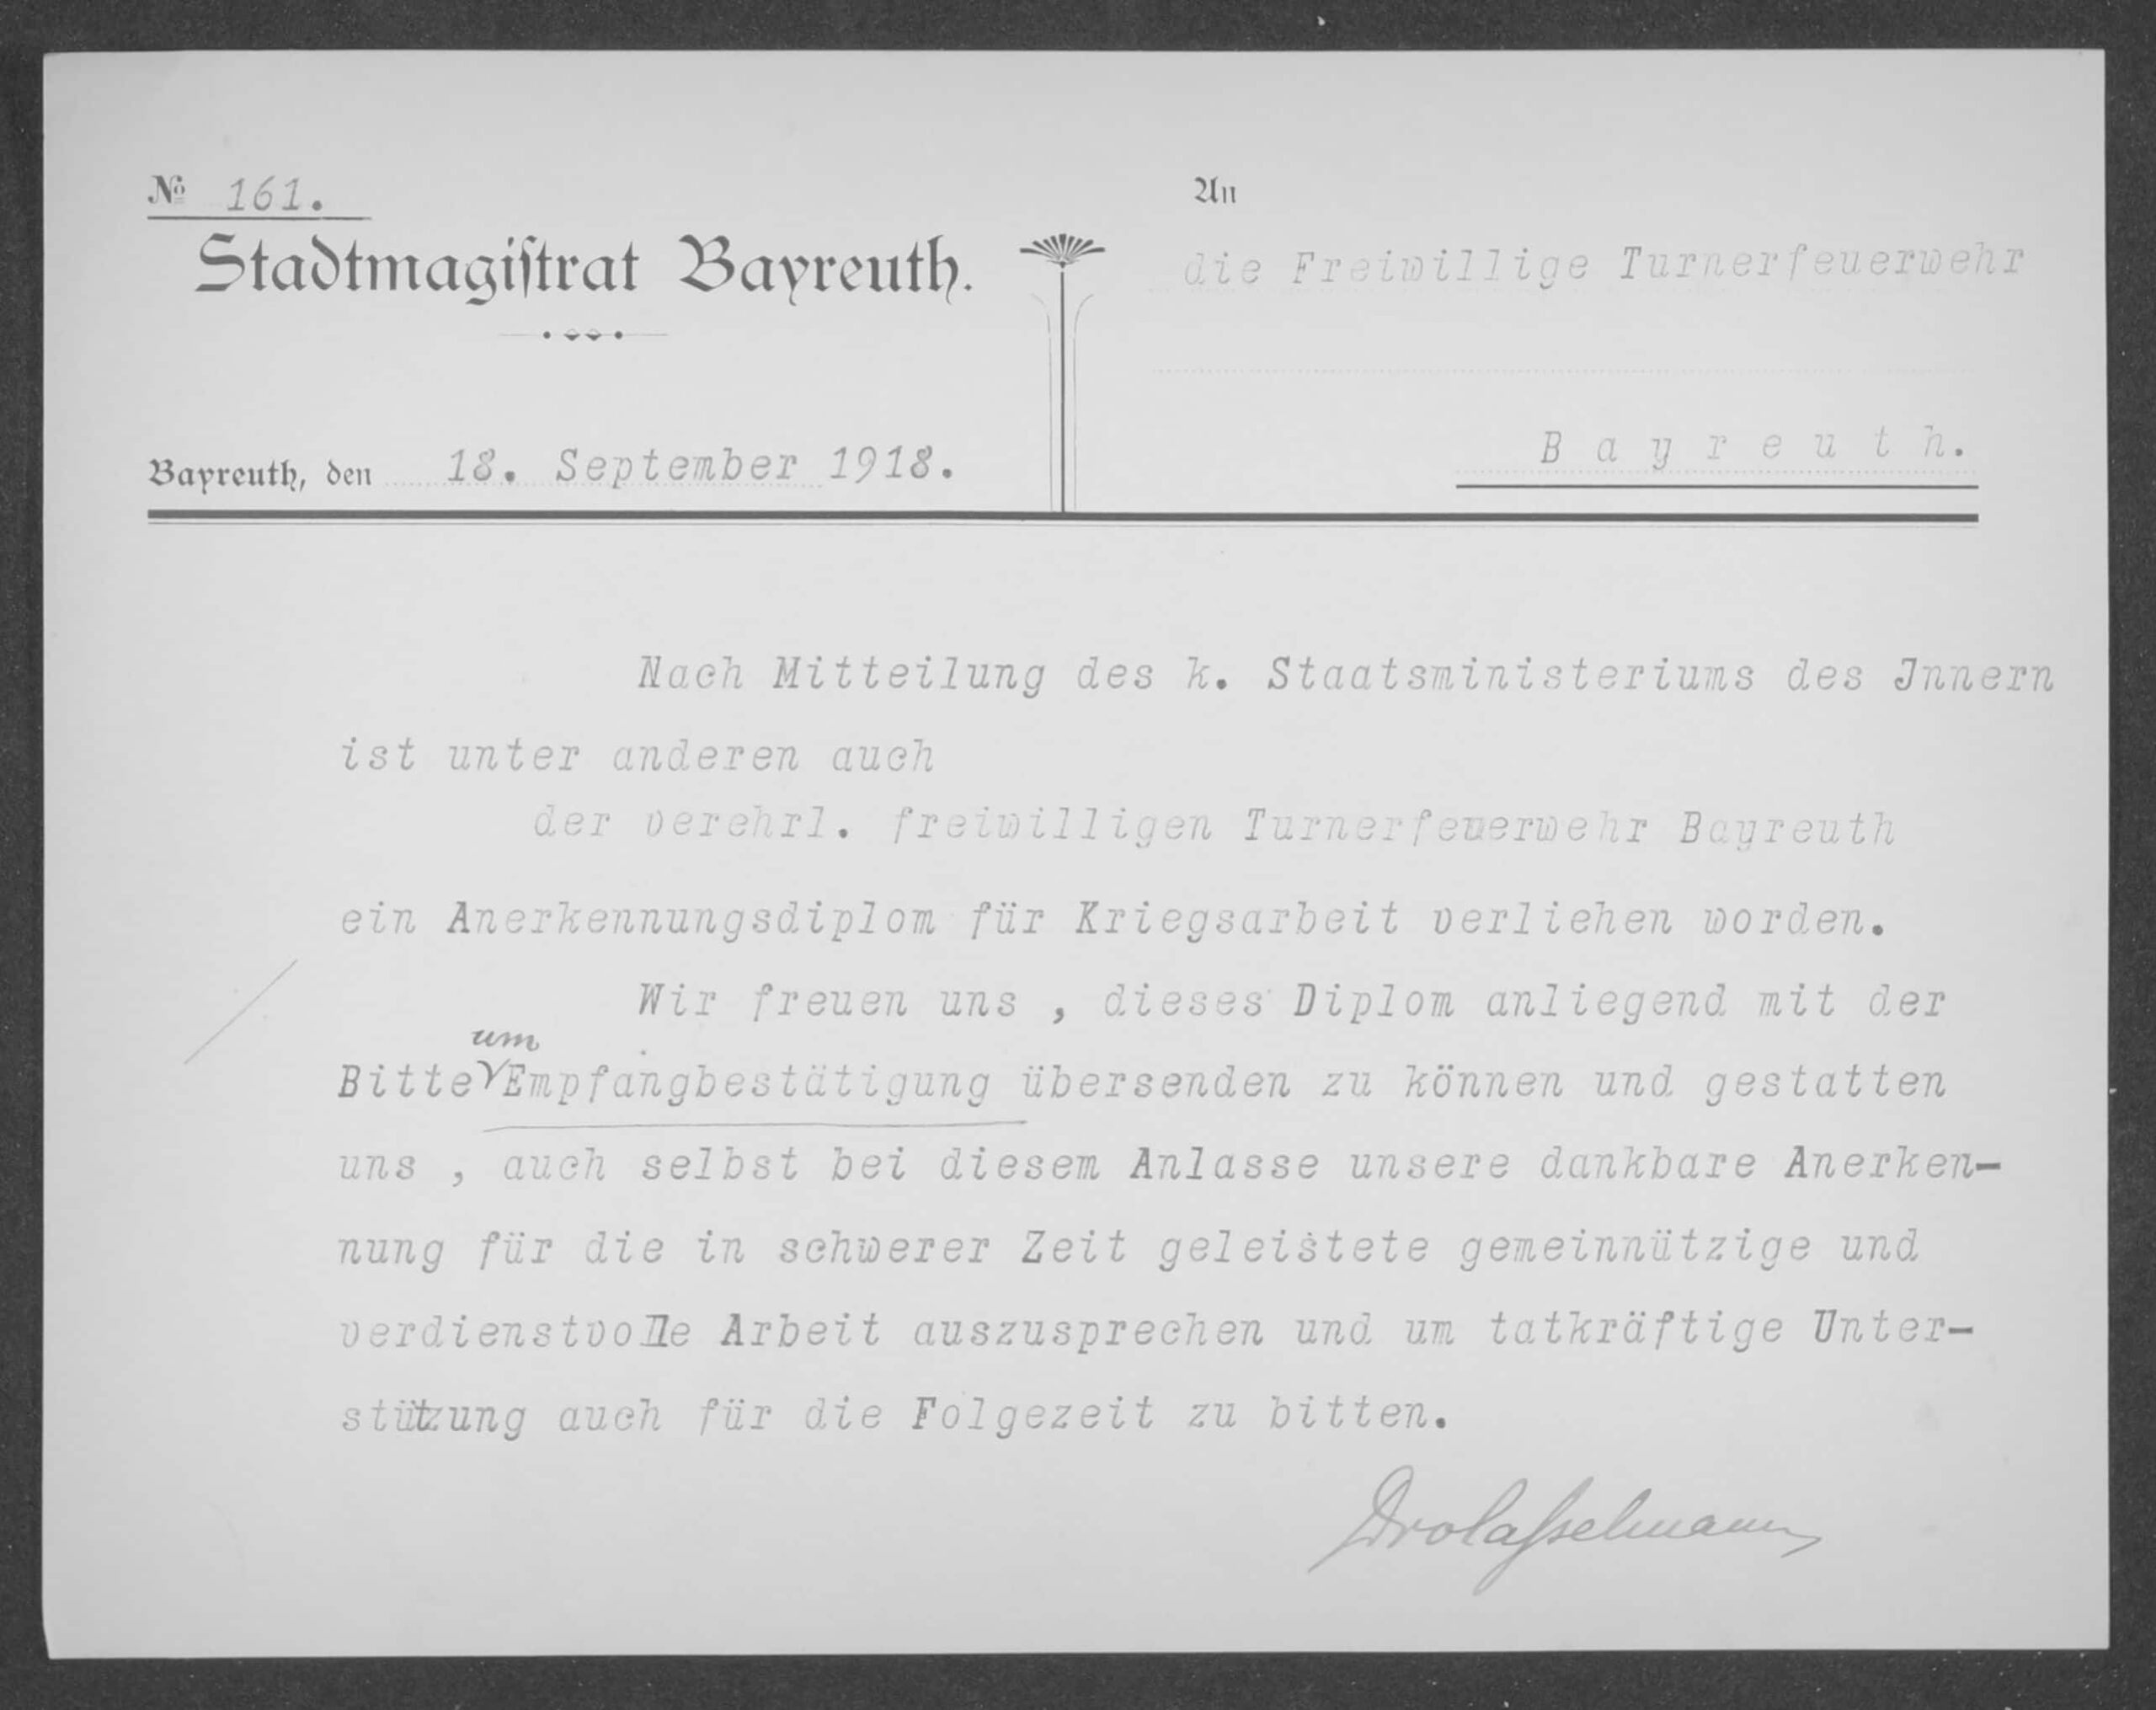 № 161.
Stadtmagistrat Bayreuth.
Bayreuth, den 18. September 1918.
An
die Freiwillige Turnerfeuerwehr
Bayreuth.
Nach Mitteilung des k. Staatsministeriums des Innern
ist unter anderen auch
der verehrl. freiwilligen Turnerfeuerwehr Bayreuth
ein Anerkennungsdiplom für Kriegsarbeit verliehen worden.
Wir freuen uns , dieses Diplom anliegend mit der
um
Bitte Empfangbestätigung übersenden zu können und gestatten
uns , auch selbst bei diesem Anlasse unsere dankbare Anerken-
nung für die in schwerer Zeit geleistete gemeinnützige und
verdienstvolle Arbeit auszusprechen und um tatkräftige Unter-
stützung auch für die Folgezeit zu bitten.